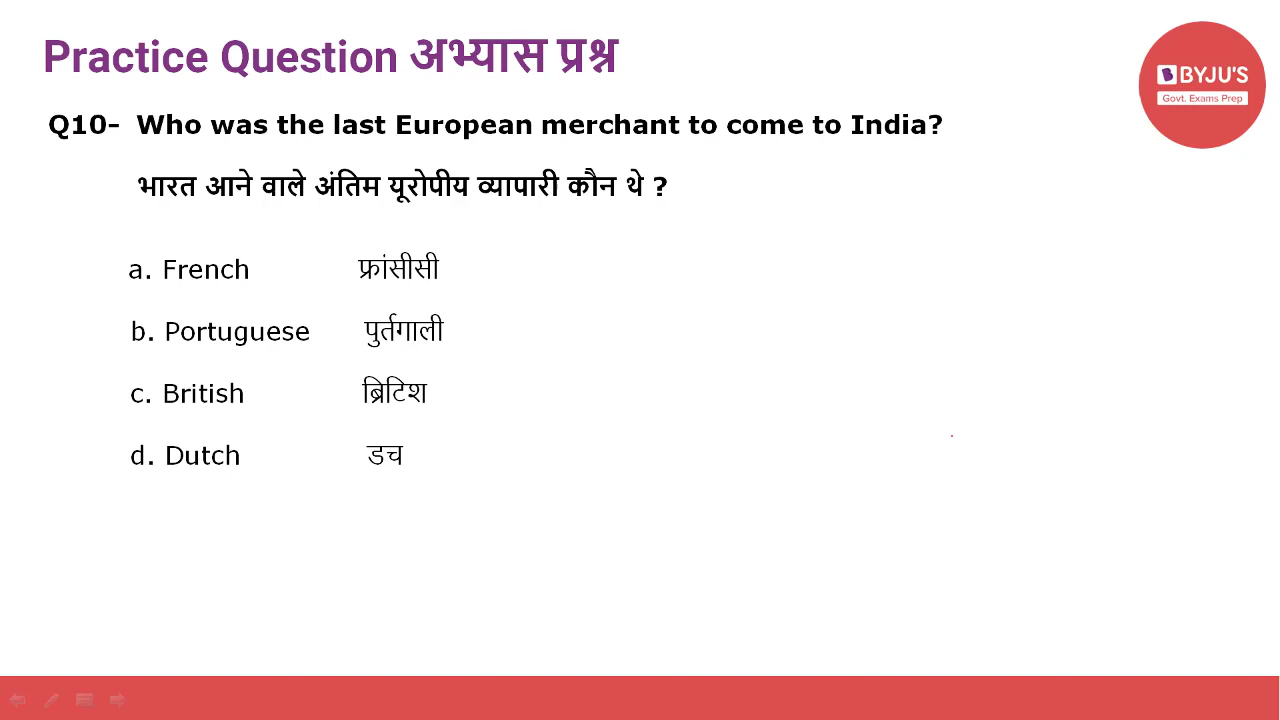 Practice Question अभ्यास प्रश्न
BYJU'S
Govt. Exams Prep
Q10- Who was the last European merchant to come to India?
भारत आने वाले अंतिम यूरोपीय व्यापारी कौन थे ?
a. French फ्रांसीसी
b. Portuguese पुर्तगाली
c. British ब्रिटिश
d. Dutch डच